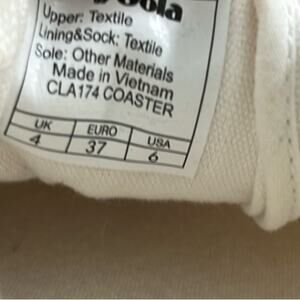 Upper: Textile
Lining&Sock: Textile
Sole: Other Materials
Made in Vietnam
CLA174 COASTER
UK EURO USA
4 37 6